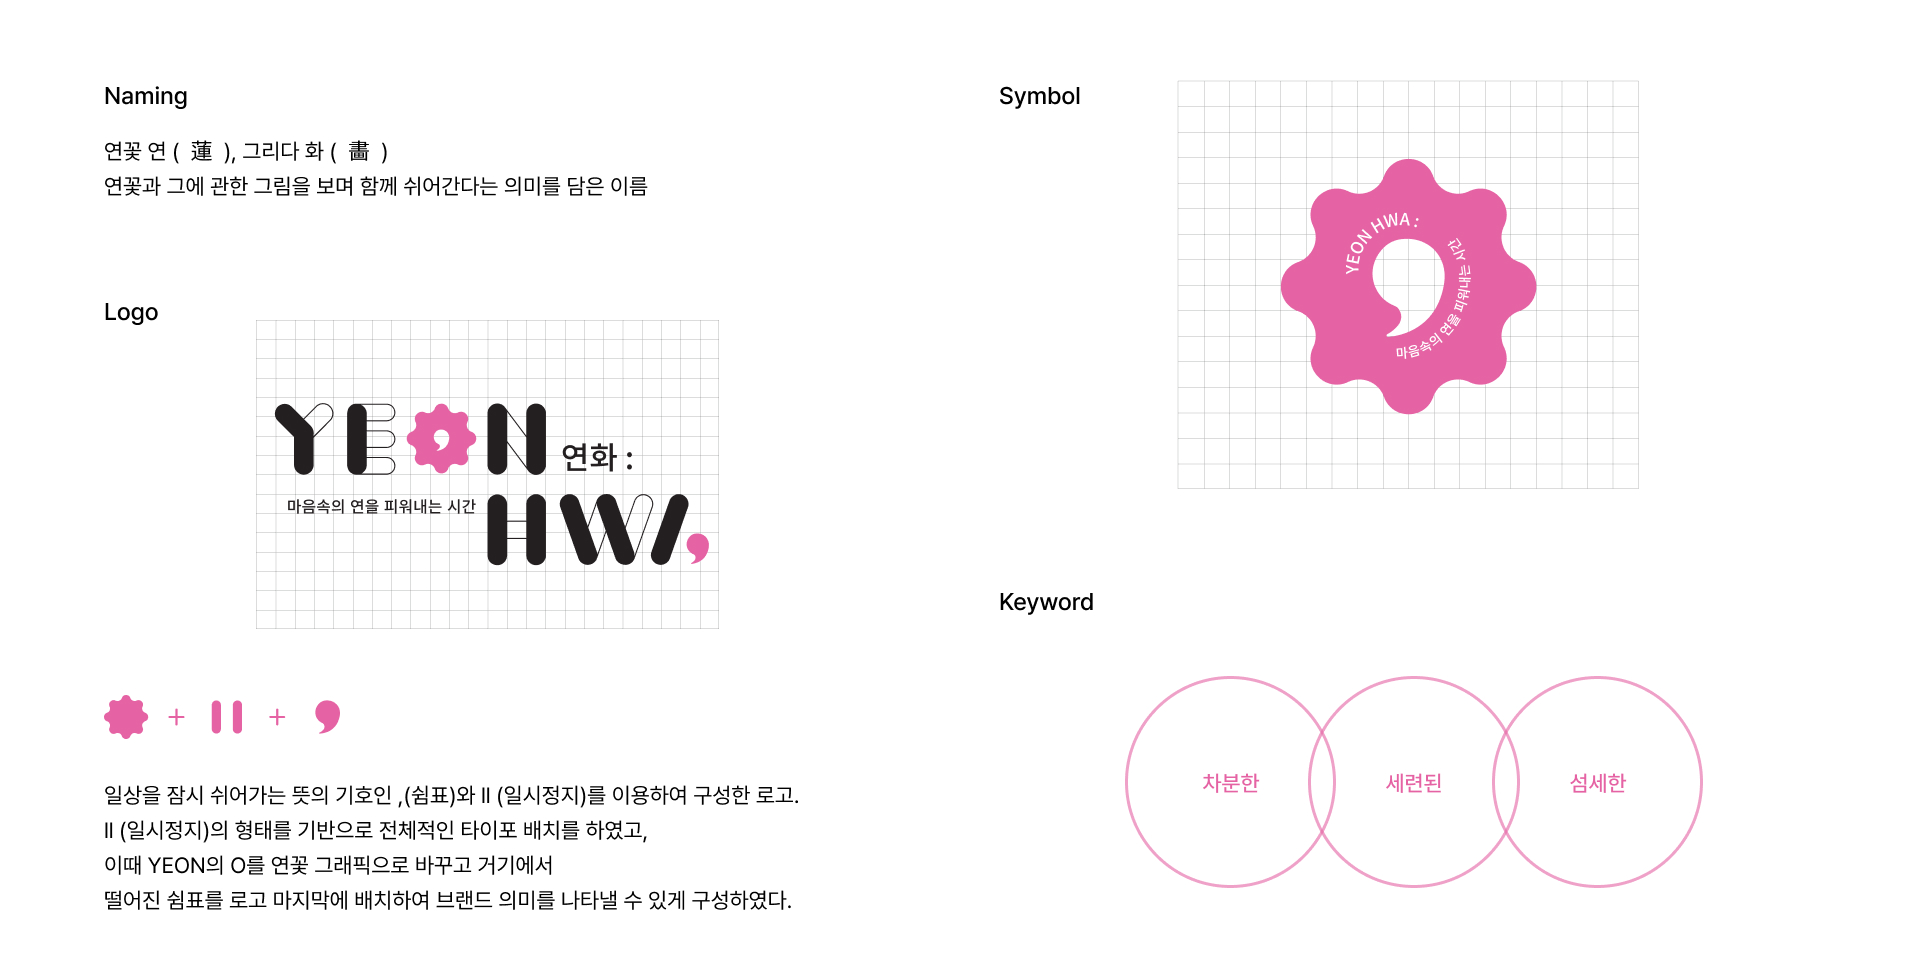 Naming
연꽃 연 ( 蓮 ), 그리다 화 ( 畵 )
연꽃과 그에 관한 그림을 보며 함께 쉬어간다는 의미를 담은 이름
Logo
YEON
연화 :
마음속의 연을 피워내는 시간
HWA,
+ II + ,
일상을 잠시 쉬어가는 뜻의 기호인 ,(쉼표)와 II (일시정지)를 이용하여 구성한 로고.
II (일시정지)의 형태를 기반으로 전체적인 타이포 배치를 하였고,
이때 YEON의 O를 연꽃 그래픽으로 바꾸고 거기에서
떨어진 쉼표를 로고 마지막에 배치하여 브랜드 의미를 나타낼 수 있게 구성하였다.
Symbol
YEON HWA :
마음속의 연을 피워내는 시간
Keyword
차분한
세련된
섬세한